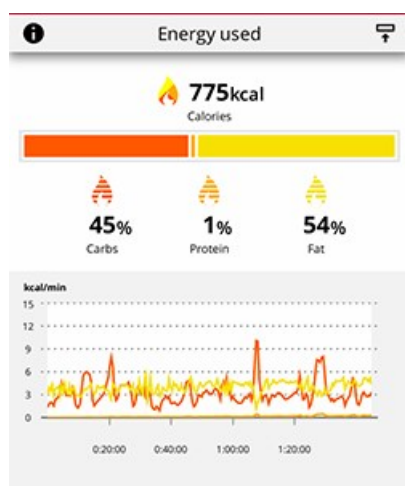 Energy used
775kcal
Calories
45% 1% 54%
Carbs Protein Fat
kcal/min
15
12
9
6
3
0
0:20:00 0:40:00 1:00:00 1:20:00